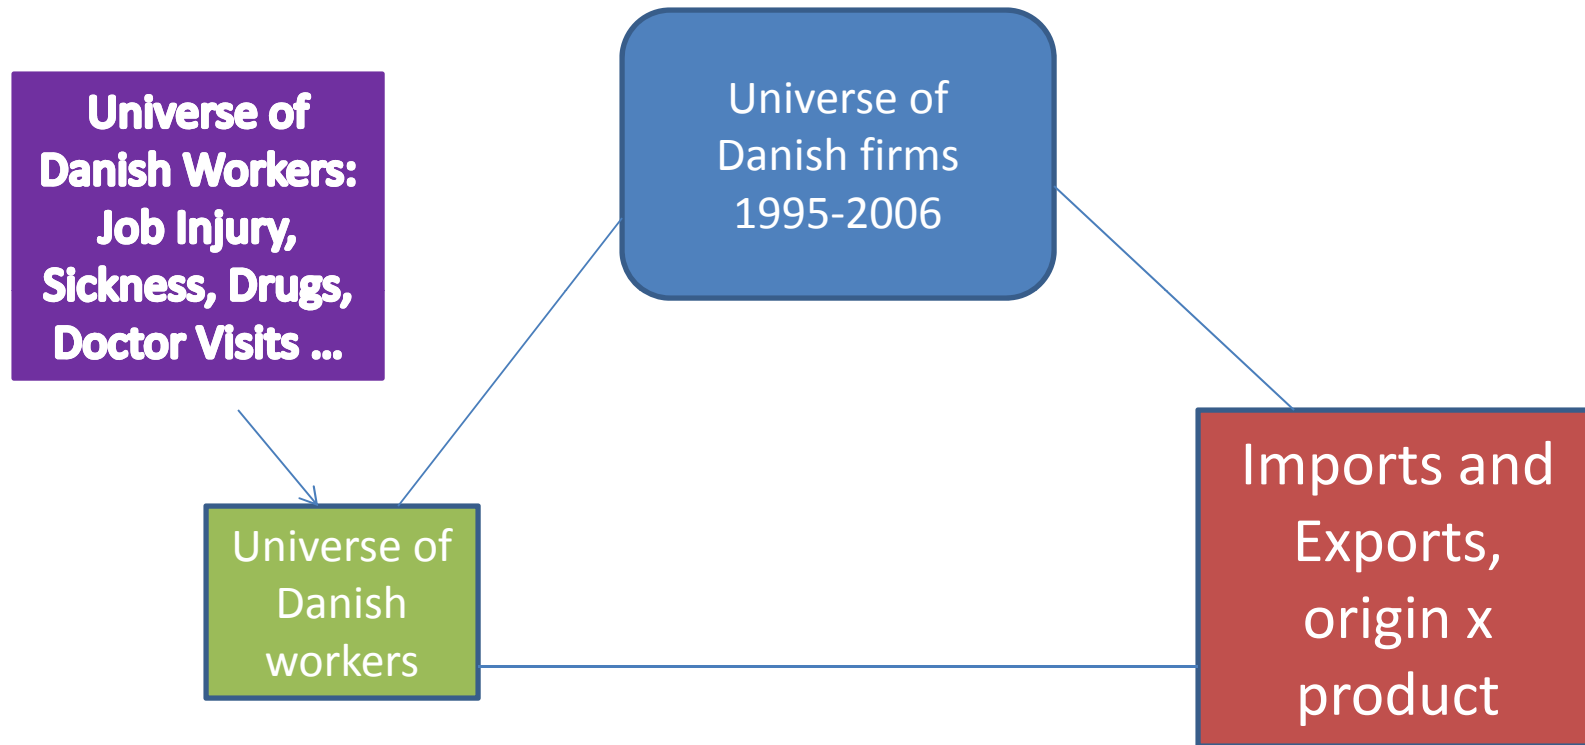 Universe of
Danish Workers:
Job Injury,
Sickness, Drugs,
Doctor Visits ...
Universe of
Danish firms
1995-2006
Universe of
Danish
workers
Imports and
Exports,
origin x
product